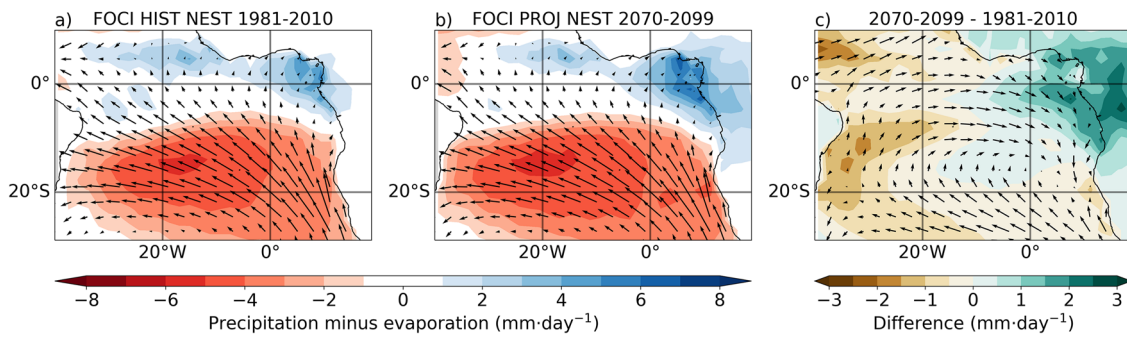 a) FOCI HIST NEST 1981-2010
b) FOCI PROJ NEST 2070-2099
c) 2070-2099 - 1981-2010
0°
20°S
20°W 0°
0°
20°S
20°W 0°
0°
20°S
20°W 0°
−8 −6 −4 −2 0 2 4 6 8
Precipitation minus evaporation (mm·day⁻¹)
−3 −2 −1 0 1 2 3
Difference (mm·day⁻¹)